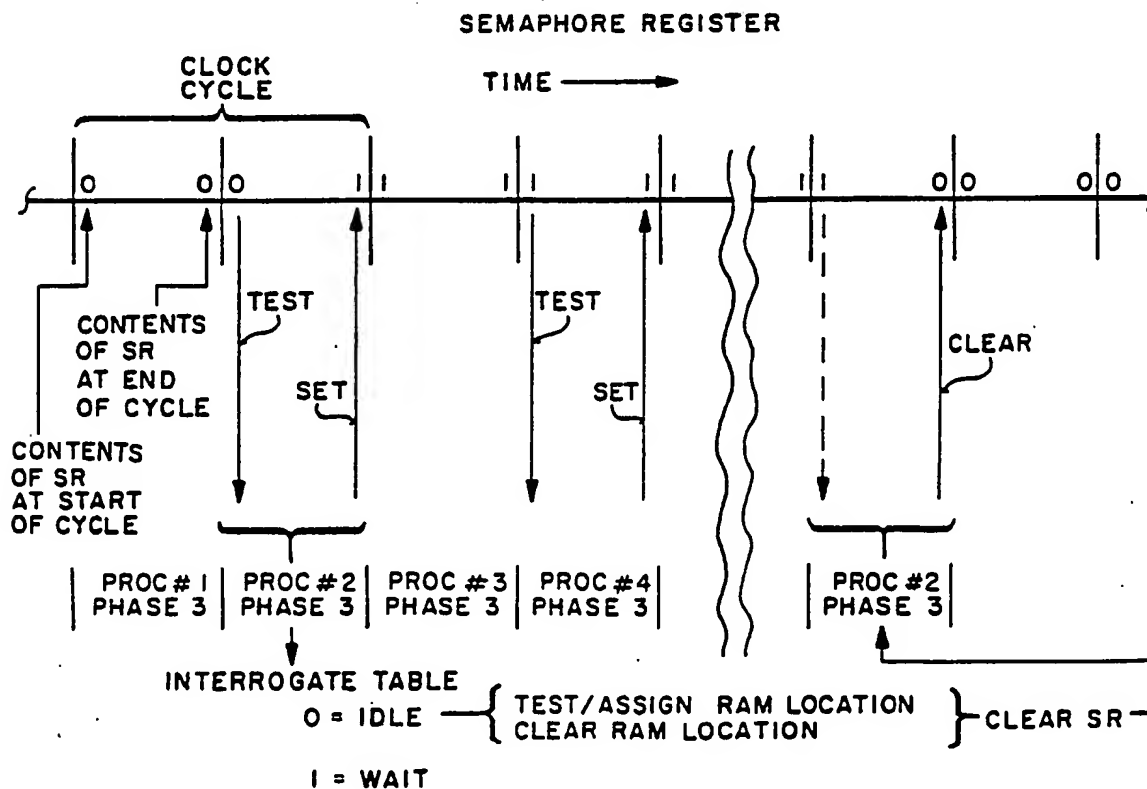 SEMAPHORE REGISTER
TIME
CLOCK
CYCLE
0 0 0 1 1 1 1 1 1 1 1 0 0 0 0
TEST
SET
TEST
SET
CLEAR
CONTENTS
OF SR
AT END
OF CYCLE
CONTENTS
OF SR
AT START
OF CYCLE
PROC #1
PHASE 3
PROC #2
PHASE 3
PROC #3
PHASE 3
PROC #4
PHASE 3
PROC #2
PHASE 3
INTERROGATE TABLE
0 = IDLE
TEST/ASSIGN RAM LOCATION
CLEAR RAM LOCATION
CLEAR SR
1 = WAIT